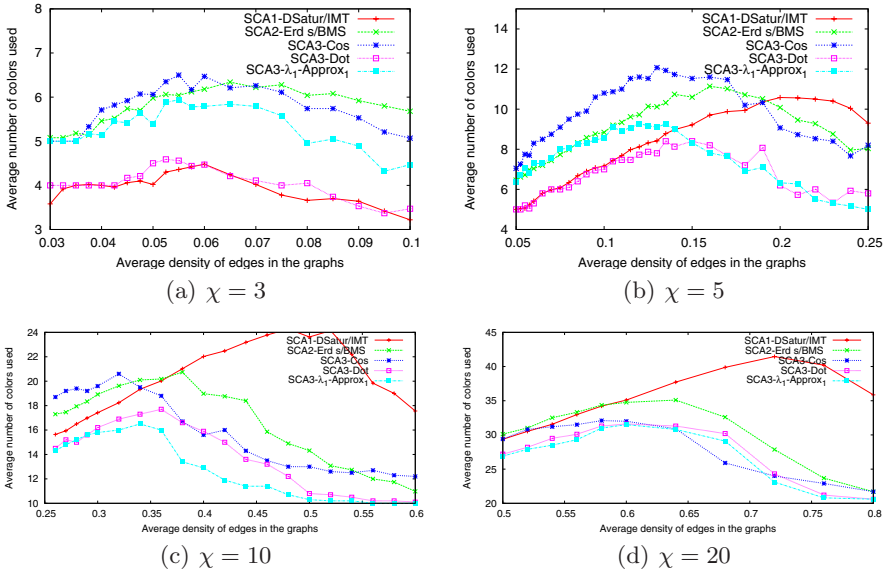 SCA1-DSatur/IMT
SCA2-Erd s/BMS
SCA3-Cos
SCA3-Dot
SCA3-λ1-Approx1
Average number of colors used
8
7
6
5
4
3
0.03 0.04 0.05 0.06 0.07 0.08 0.09 0.1
Average density of edges in the graphs
(a) χ = 3
SCA1-DSatur/IMT
SCA2-Erd s/BMS
SCA3-Cos
SCA3-Dot
SCA3-λ1-Approx1
Average number of colors used
14
12
10
8
6
4
0.05 0.1 0.15 0.2 0.25
Average density of edges in the graphs
(b) χ = 5
SCA1-DSatur/IMT
SCA2-Erd s/BMS
SCA3-Cos
SCA3-Dot
SCA3-λ1-Approx1
Average number of colors used
24
22
20
18
16
14
12
10
0.25 0.3 0.35 0.4 0.45 0.5 0.55 0.6
Average density of edges in the graphs
(c) χ = 10
SCA1-DSatur/IMT
SCA2-Erd s/BMS
SCA3-Cos
SCA3-Dot
SCA3-λ1-Approx1
Average number of colors used
45
40
35
30
25
20
0.5 0.55 0.6 0.65 0.7 0.75 0.8
Average density of edges in the graphs
(d) χ = 20